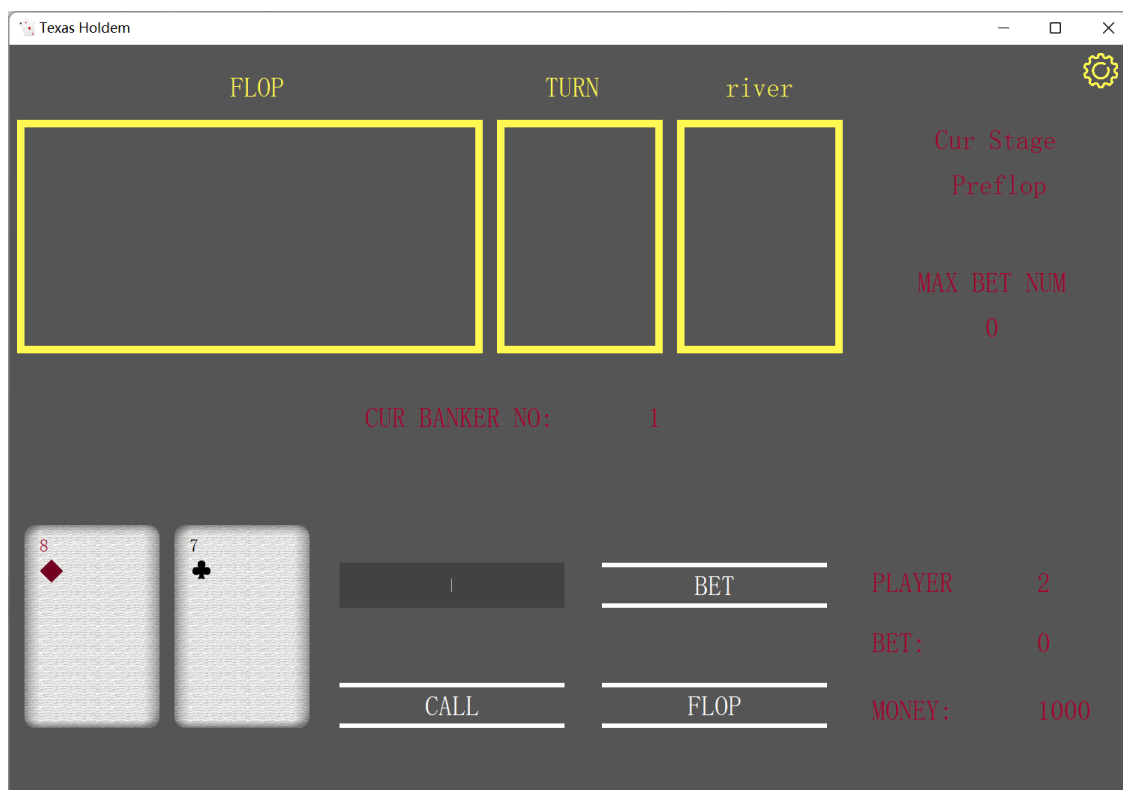 Texas Holdem
FLOP TURN river
Cur Stage
Preflop
MAX BET NUM
0
CUR BANKER NO: 1
8
7
BET
CALL
FLOP
PLAYER 2
BET: 0
MONEY: 1000